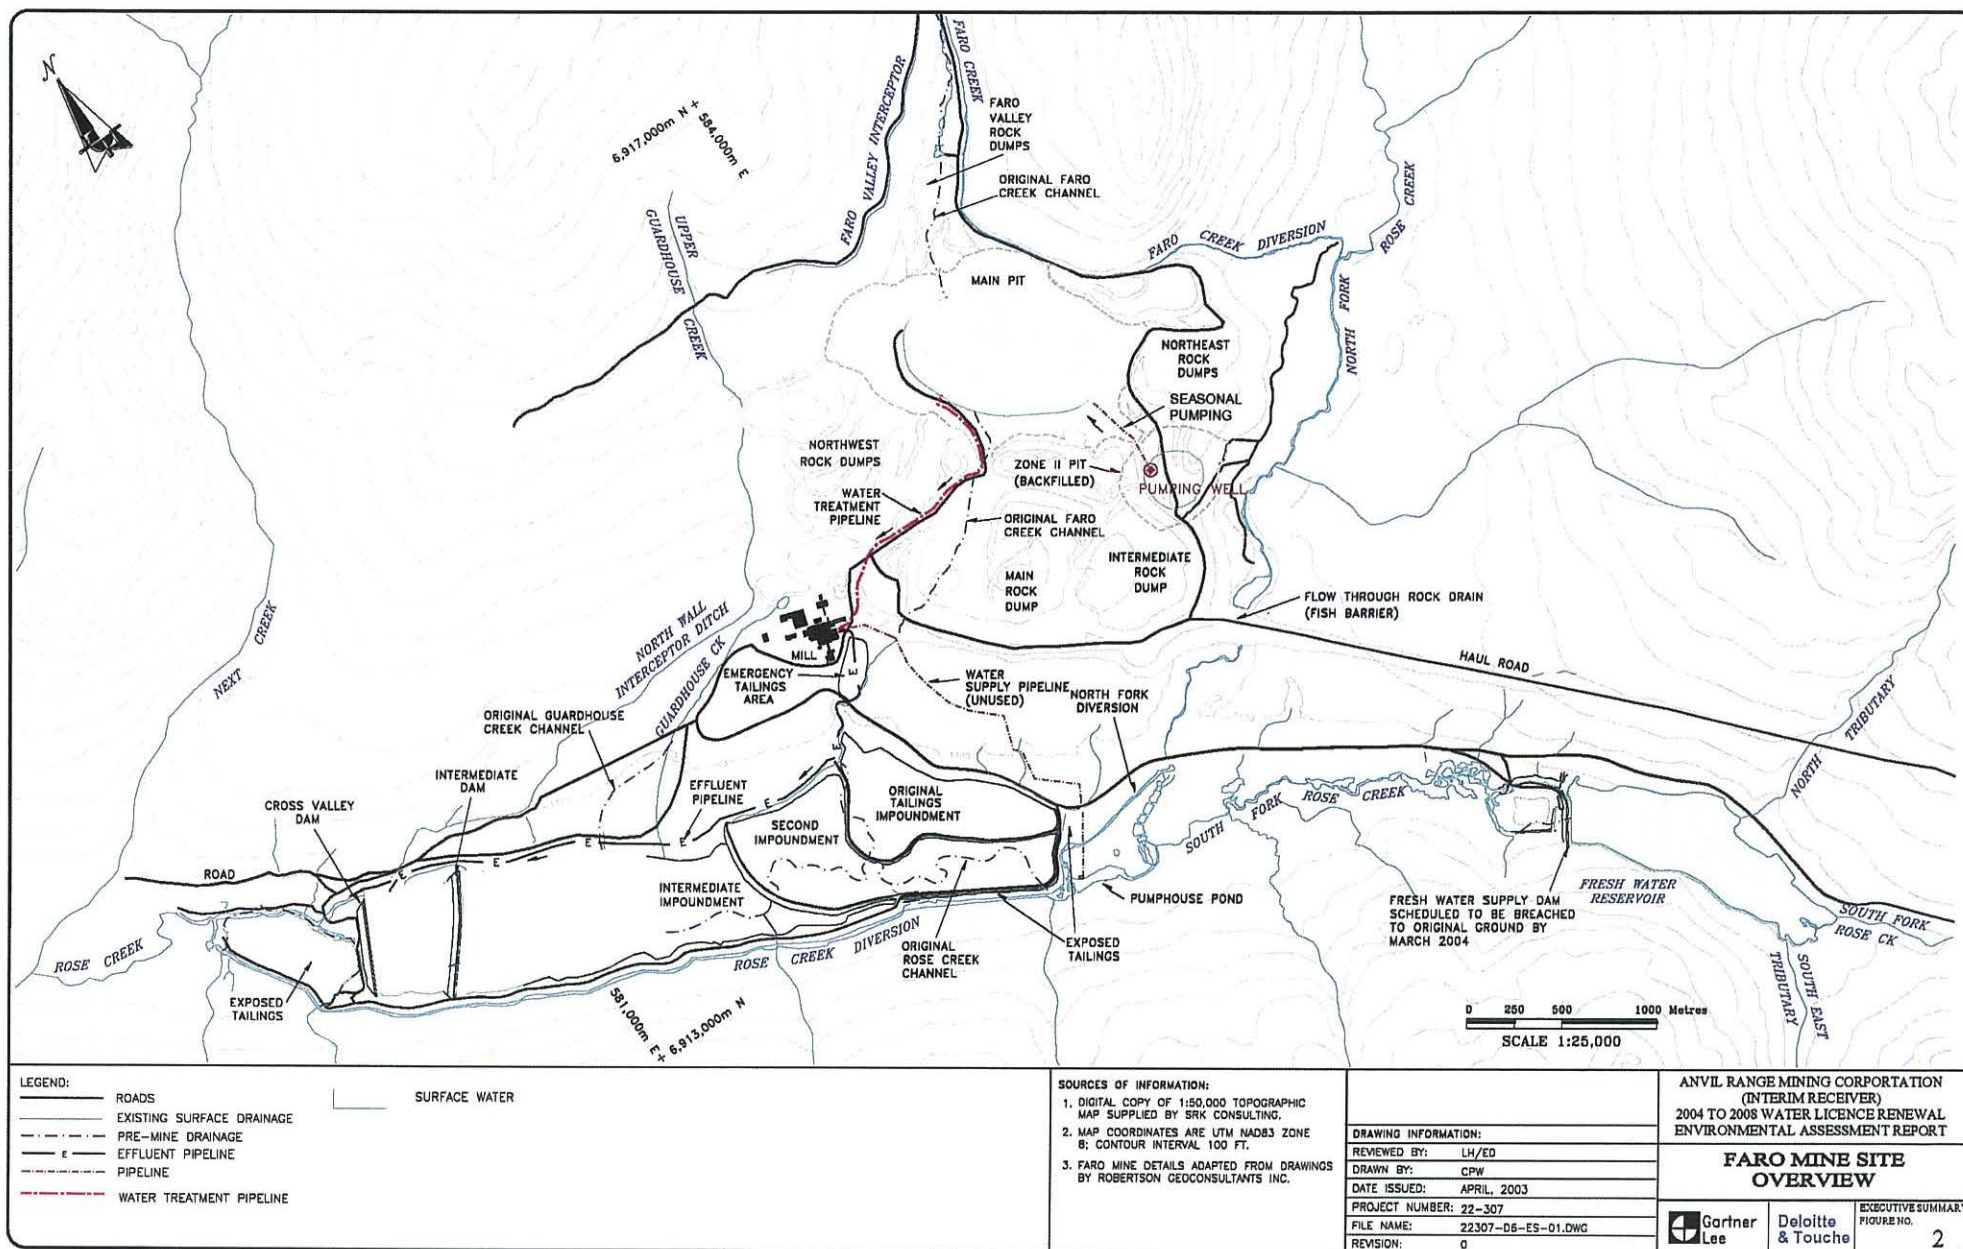 N
FARO CREEK
FARO VALLEY INTERCEPTOR
6,917,000m N +
584,000m E
FARO
VALLEY
ROCK
DUMPS
ORIGINAL FARO
CREEK CHANNEL
UPPER
GUARDHOUSE
CREEK
FARO CREEK DIVERSION
ROSE CREEK
NORTH FORK
MAIN PIT
NORTHEAST
ROCK
DUMPS
SEASONAL
PUMPING
NORTHWEST
ROCK DUMPS
ZONE II PIT
(BACKFILLED)
PUMPING WELL
WATER
TREATMENT
PIPELINE
ORIGINAL FARO
CREEK CHANNEL
INTERMEDIATE
ROCK
DUMP
MAIN
ROCK
DUMP
FLOW THROUGH ROCK DRAIN
(FISH BARRIER)
NEXT CREEK
NORTH WALL
INTERCEPTOR DITCH
GUARDHOUSE CK
MILL
EMERGENCY
TAILINGS
AREA
E
WATER
SUPPLY PIPELINE
(UNUSED)
NORTH FORK
DIVERSION
HAUL ROAD
NORTH TRIBUTARY
ORIGINAL GUARDHOUSE
CREEK CHANNEL
INTERMEDIATE
DAM
CROSS VALLEY
DAM
EFFLUENT
PIPELINE
E
E
E
E
E
E
ORIGINAL
TAILINGS
IMPOUNDMENT
SECOND
IMPOUNDMENT
SOUTH FORK ROSE CREEK
ROAD
INTERMEDIATE
IMPOUNDMENT
PUMPHOUSE POND
FRESH WATER SUPPLY DAM
SCHEDULED TO BE BREACHED
TO ORIGINAL GROUND BY
MARCH 2004
FRESH WATER
RESERVOIR
SOUTH FORK
ROSE CK
ROSE CREEK
ROSE CREEK DIVERSION
ORIGINAL
ROSE CREEK
CHANNEL
EXPOSED
TAILINGS
EXPOSED
TAILINGS
SOUTH EAST
TRIBUTARY
581,000m E
+ 6,913,000m N
0 250 500 1000 Metres
SCALE 1:25,000
LEGEND:
ROADS
EXISTING SURFACE DRAINAGE
PRE-MINE DRAINAGE
E EFFLUENT PIPELINE
PIPELINE
WATER TREATMENT PIPELINE
SURFACE WATER
SOURCES OF INFORMATION:
1. DIGITAL COPY OF 1:50,000 TOPOGRAPHIC
MAP SUPPLIED BY SRK CONSULTING.
2. MAP COORDINATES ARE UTM NAD83 ZONE
8; CONTOUR INTERVAL 100 FT.
3. FARO MINE DETAILS ADAPTED FROM DRAWINGS
BY ROBERTSON GEOCONSULTANTS INC.
DRAWING INFORMATION:
REVIEWED BY: LH/ED
DRAWN BY: CPW
DATE ISSUED: APRIL, 2003
PROJECT NUMBER: 22-307
FILE NAME: 22307-D6-ES-01.DWG
REVISION: 0
ANVIL RANGE MINING CORPORTATION
(INTERIM RECEIVER)
2004 TO 2008 WATER LICENCE RENEWAL
ENVIRONMENTAL ASSESSMENT REPORT
FARO MINE SITE
OVERVIEW
Gartner
Lee
Deloitte
& Touche
EXECUTIVE SUMMARY
FIGURE NO.
2